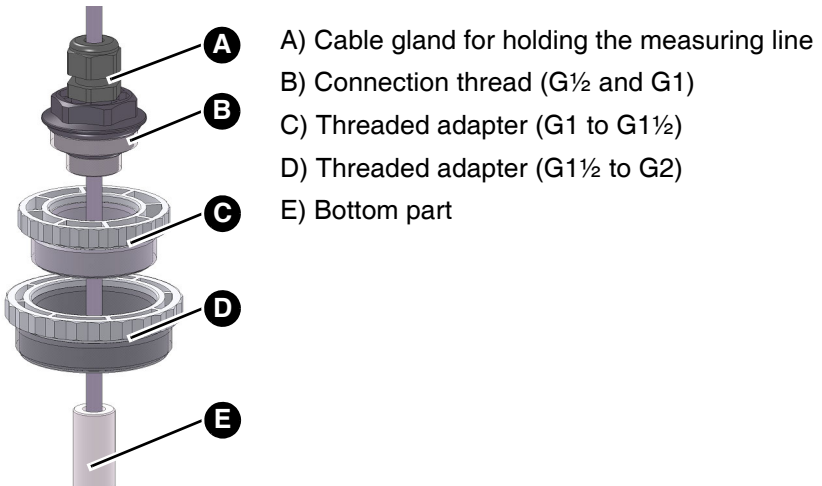 A
B
C
D
E
A) Cable gland for holding the measuring line
B) Connection thread (G½ and G1)
C) Threaded adapter (G1 to G1½)
D) Threaded adapter (G1½ to G2)
E) Bottom part